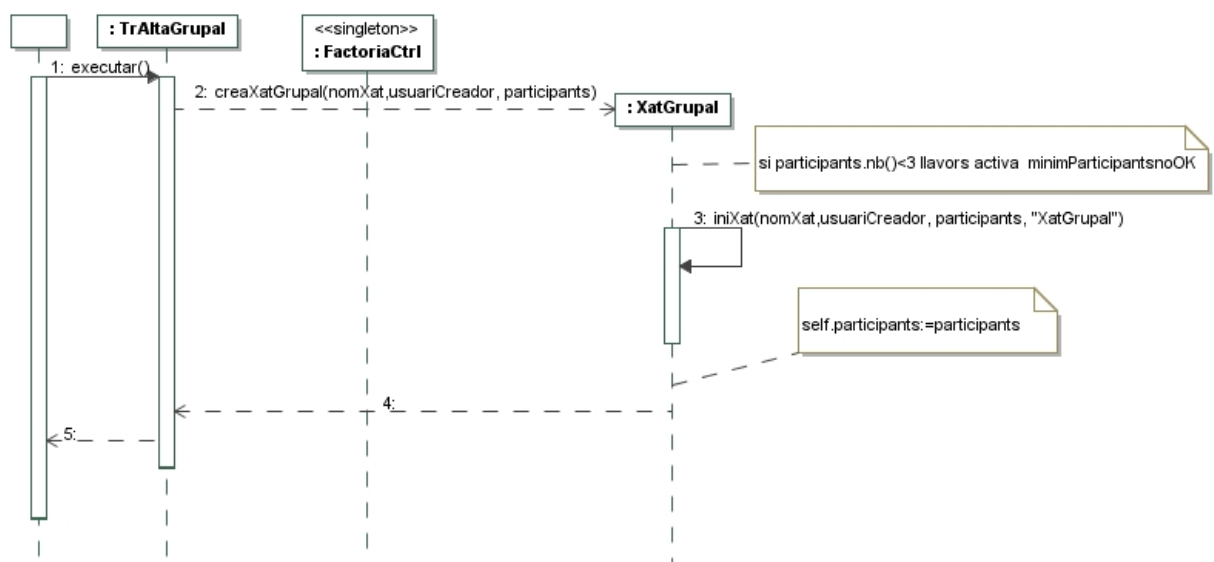 : TrAltaGrupal
<<singleton>>
: FactoriaCtrl
1: executar()
2: creaXatGrupal(nomXat,usuariCreador, participants)
: XatGrupal
si participants.nb()<3 llavors activa minimParticipantsnoOK
3: iniXat(nomXat,usuariCreador, participants, "XatGrupal")
self.participants:=participants
4:
5: